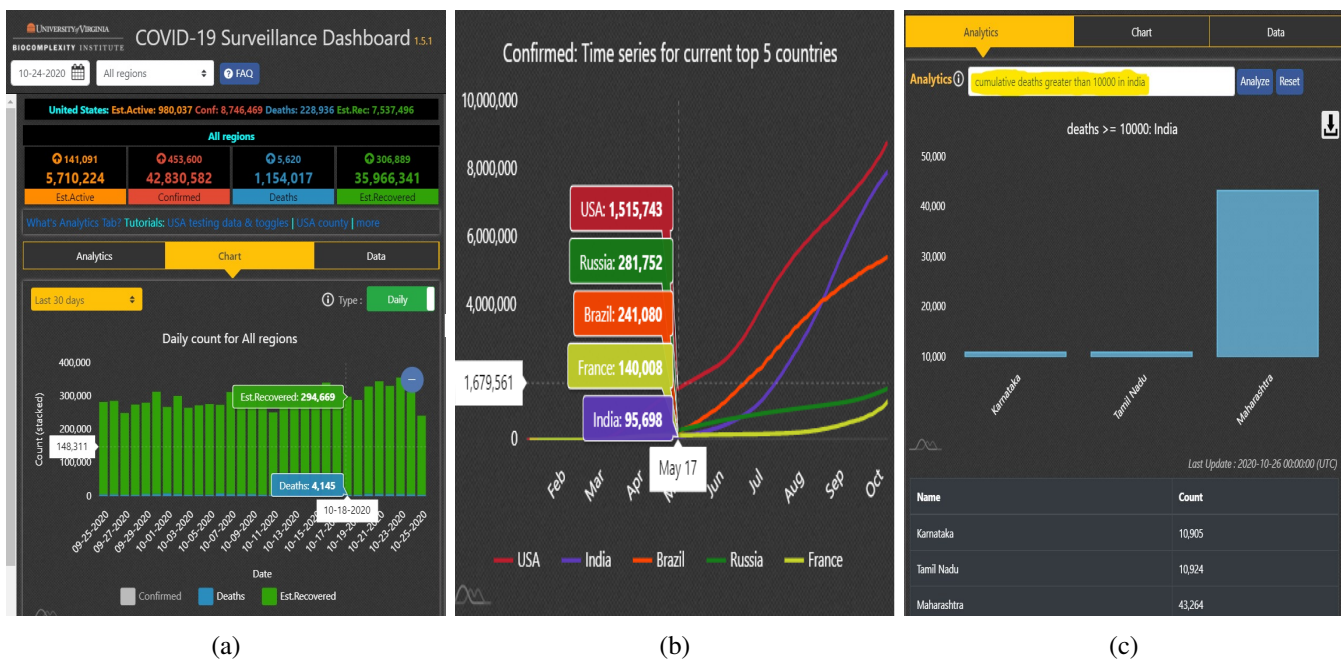 UNIVERSITY of VIRGINIA
BIOCOMPLEXITY INSTITUTE
COVID-19 Surveillance Dashboard 1.5.1
10-24-2020 All regions FAQ
United States: Est.Active: 980,037 Conf: 8,746,469 Deaths: 228,936 Est.Rec: 7,537,496
All regions
141,091 453,600 5,620 306,889
5,710,224 42,830,582 1,154,017 35,966,341
Est.Active Confirmed Deaths Est.Recovered
What's Analytics Tab? Tutorials: USA testing data & toggles | USA county | more
Analytics Chart Data
Last 30 days Type : Daily
Daily count for All regions
Count (stacked)
400,000
300,000
200,000
148,311
100,000
0
Est.Recovered: 294,669
Deaths: 4,145
10-18-2020
09-25-2020 09-27-2020 09-29-2020 10-01-2020 10-03-2020 10-05-2020 10-07-2020 10-09-2020 10-11-2020 10-13-2020 10-15-2020 10-17-2020 10-19-2020 10-21-2020 10-23-2020 10-25-2020
Date
Confirmed Deaths Est.Recovered
(a)
Confirmed: Time series for current top 5 countries
10,000,000
8,000,000
6,000,000
4,000,000
1,679,561
0
USA: 1,515,743
Russia: 281,752
Brazil: 241,080
France: 140,008
India: 95,698
May 17
Feb Mar Apr Jun Jul Aug Sep Oct
USA India Brazil Russia France
(b)
Analytics Chart Data
Analytics cumulative deaths greater than 10000 in india Analyze Reset
deaths >= 10000: India
50,000
40,000
30,000
20,000
10,000
Karnataka Tamil Nadu Maharashtra
Last Update : 2020-10-26 00:00:00 (UTC)
Name Count
Karnataka 10,905
Tamil Nadu 10,924
Maharashtra 43,264
(c)